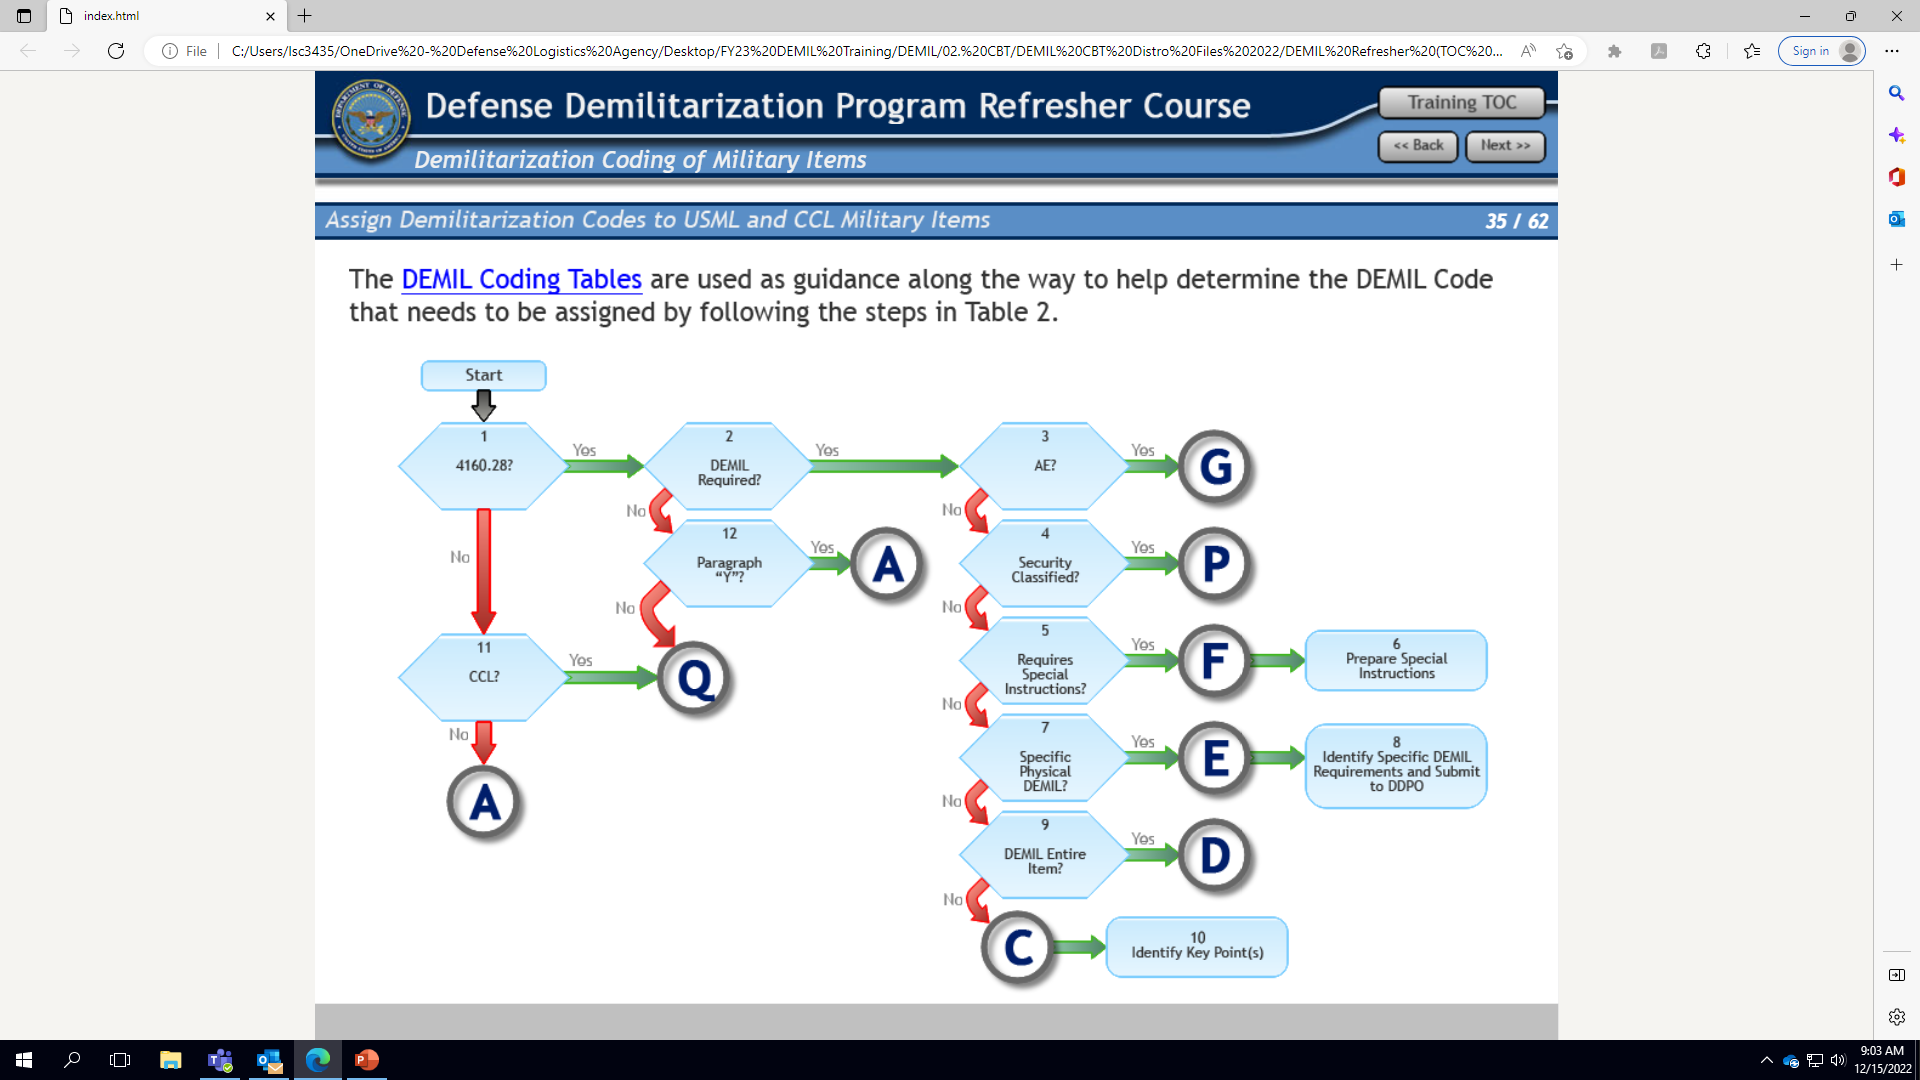 index.html
File
C:/Users/lsc3435/OneDrive%20-%20Defense%20Logistics%20Agency/Desktop/FY23%20DEMIL%20Training/DEMIL/02.%20CBT/DEMIL%20CBT%20Distro%20Files%202022/DEMIL%20Refresher%20(TOC%20...
Sign in
Defense Demilitarization Program Refresher Course
Training TOC
<< Back
Next >>
Demilitarization Coding of Military Items
Assign Demilitarization Codes to USML and CCL Military Items
35 / 62
The DEMIL Coding Tables are used as guidance along the way to help determine the DEMIL Code
that needs to be assigned by following the steps in Table 2.
Start
1
4160.28?
Yes
2
DEMIL
Required?
Yes
3
AE?
Yes
G
No
No
No
12
Paragraph
“Y”?
Yes
A
4
Security
Classified?
Yes
P
No
No
5
Requires
Special
Instructions?
Yes
F
6
Prepare Special
Instructions
11
CCL?
Yes
Q
No
No
7
Specific
Physical
DEMIL?
Yes
E
8
Identify Specific DEMIL
Requirements and Submit
to DDPO
A
No
9
DEMIL Entire
Item?
Yes
D
No
C
10
Identify Key Point(s)
9:03 AM
12/15/2022